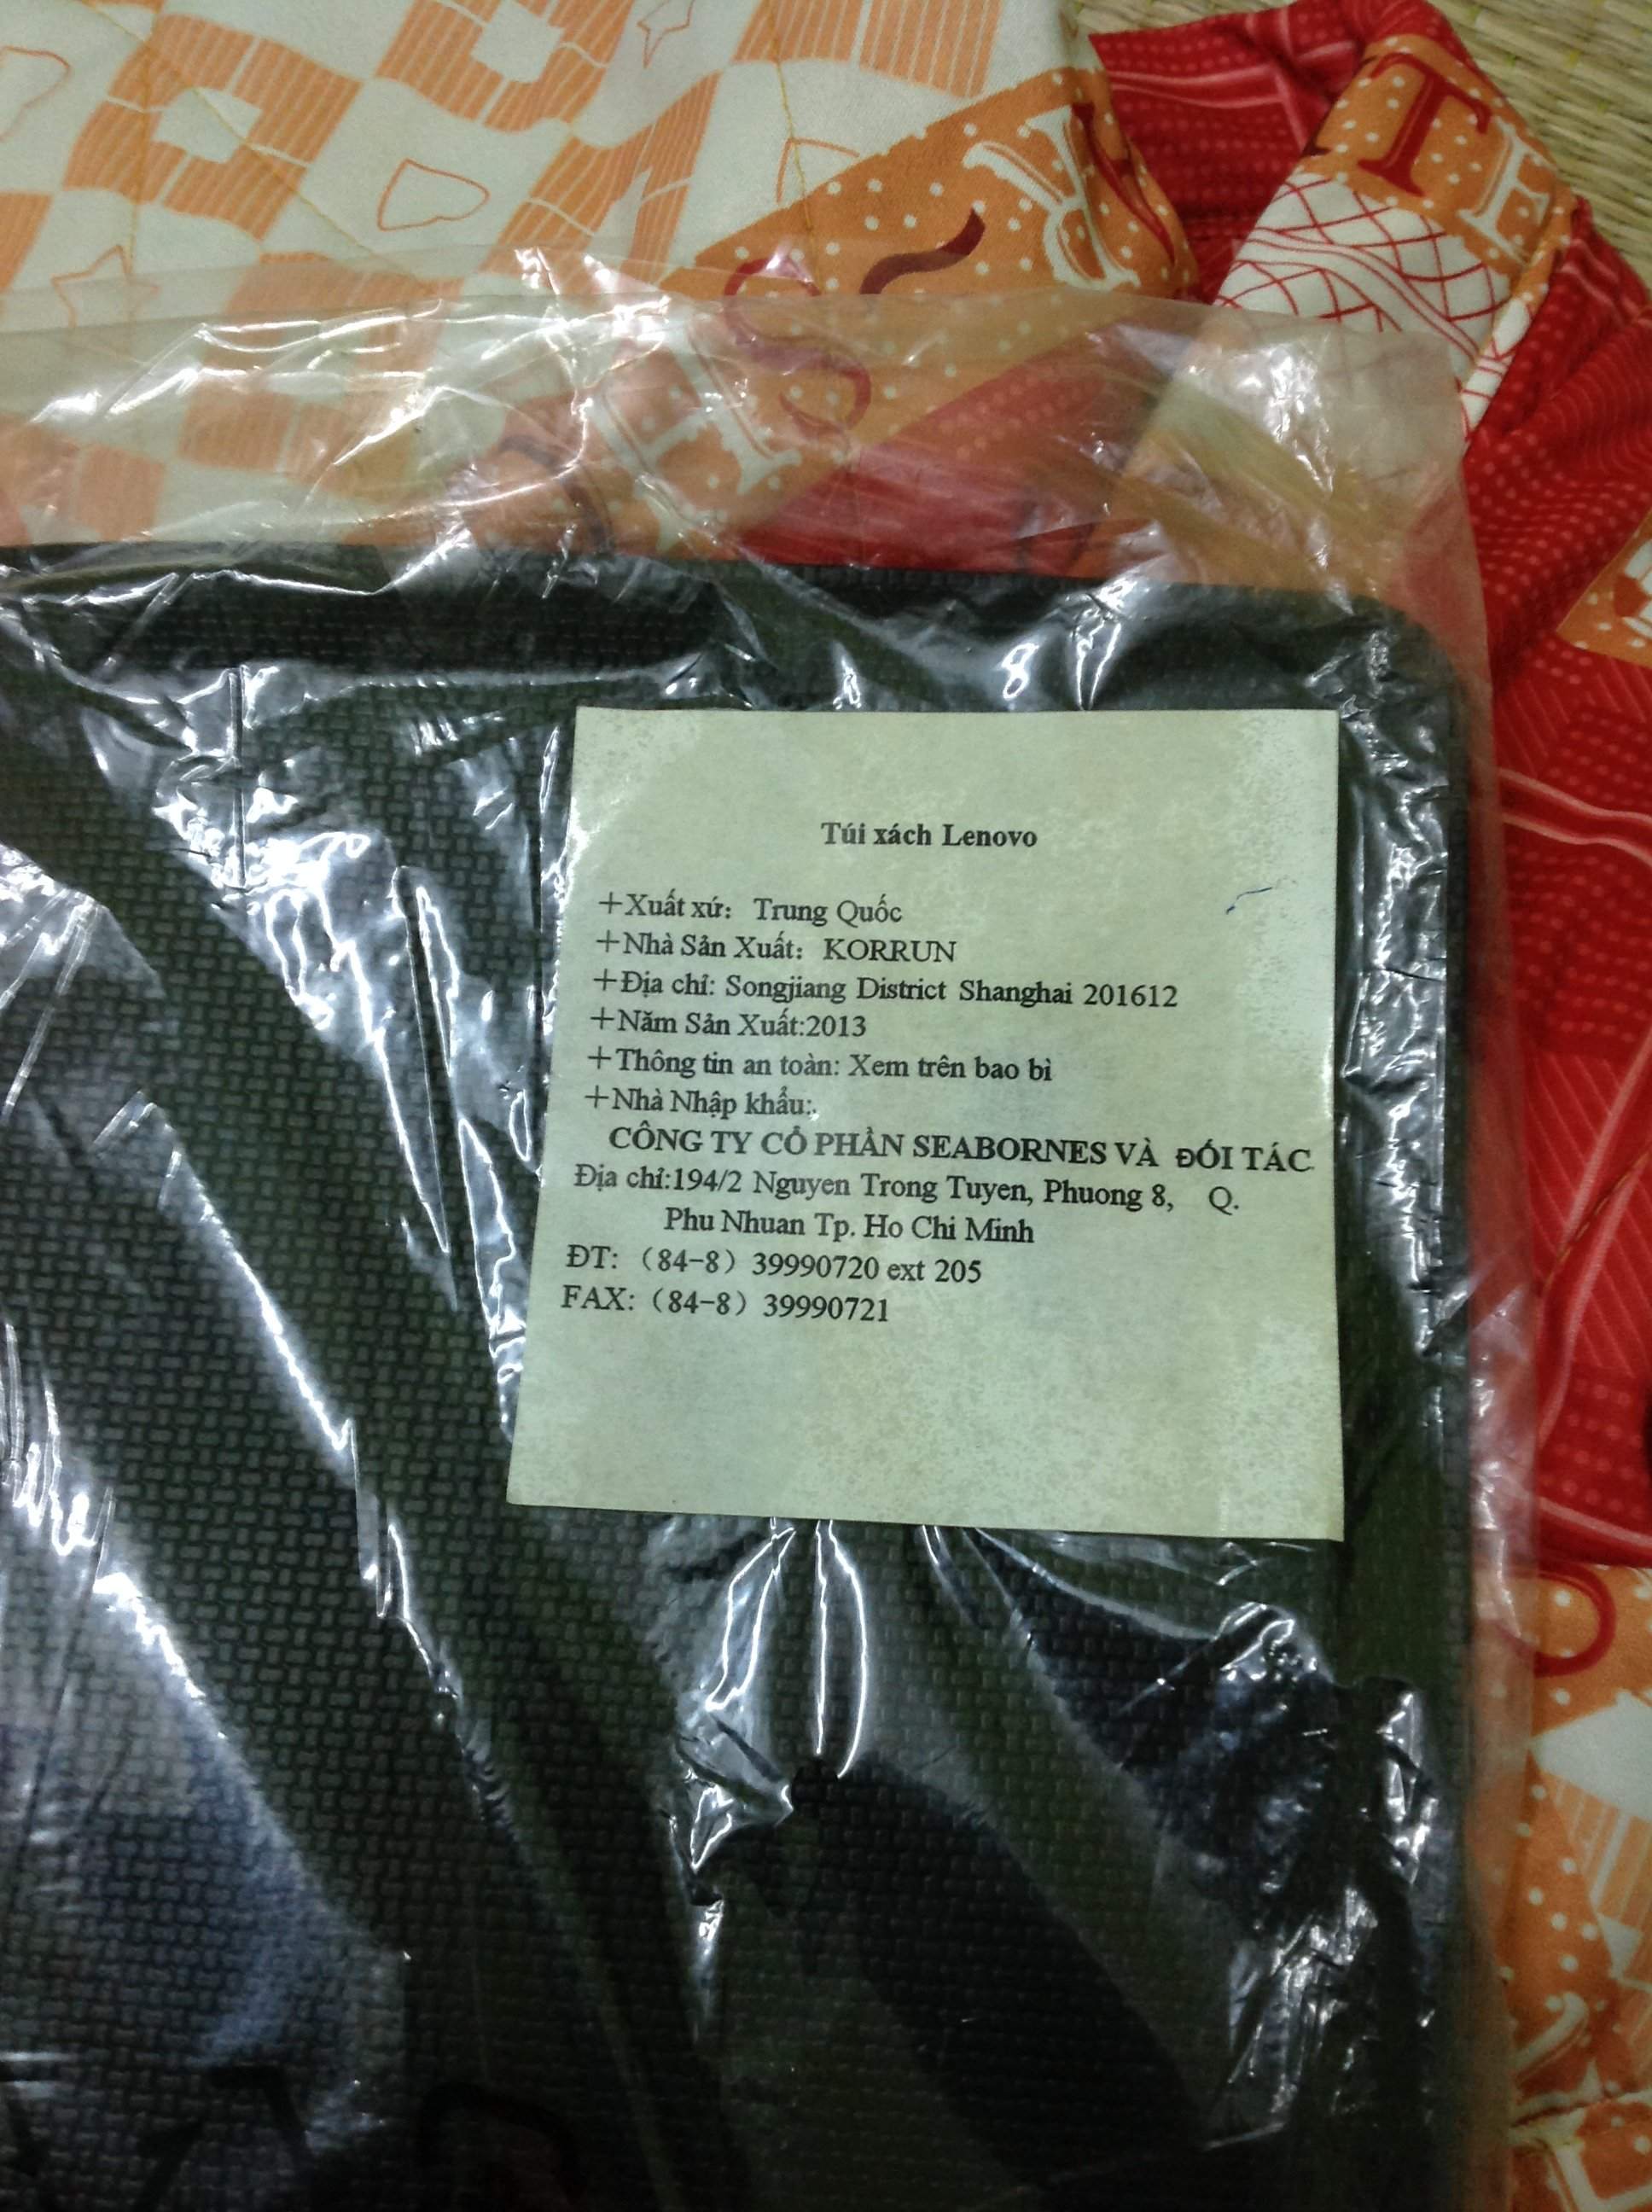 Túi xách Lenovo
+Xuất xứ: Trung Quốc
+Nhà Sản Xuất: KORRUN
+Địa chỉ: Songjiang District Shanghai 201612
+Năm Sản Xuất:2013
+Thông tin an toàn: Xem trên bao bì
+Nhà Nhập khẩu:.
CÔNG TY CỔ PHẦN SEABORNES VÀ ĐỐI TÁC
Địa chỉ:194/2 Nguyen Trong Tuyen, Phuong 8, Q.
Phu Nhuan Tp. Ho Chi Minh
ĐT: (84-8) 39990720 ext 205
FAX: (84-8) 39990721